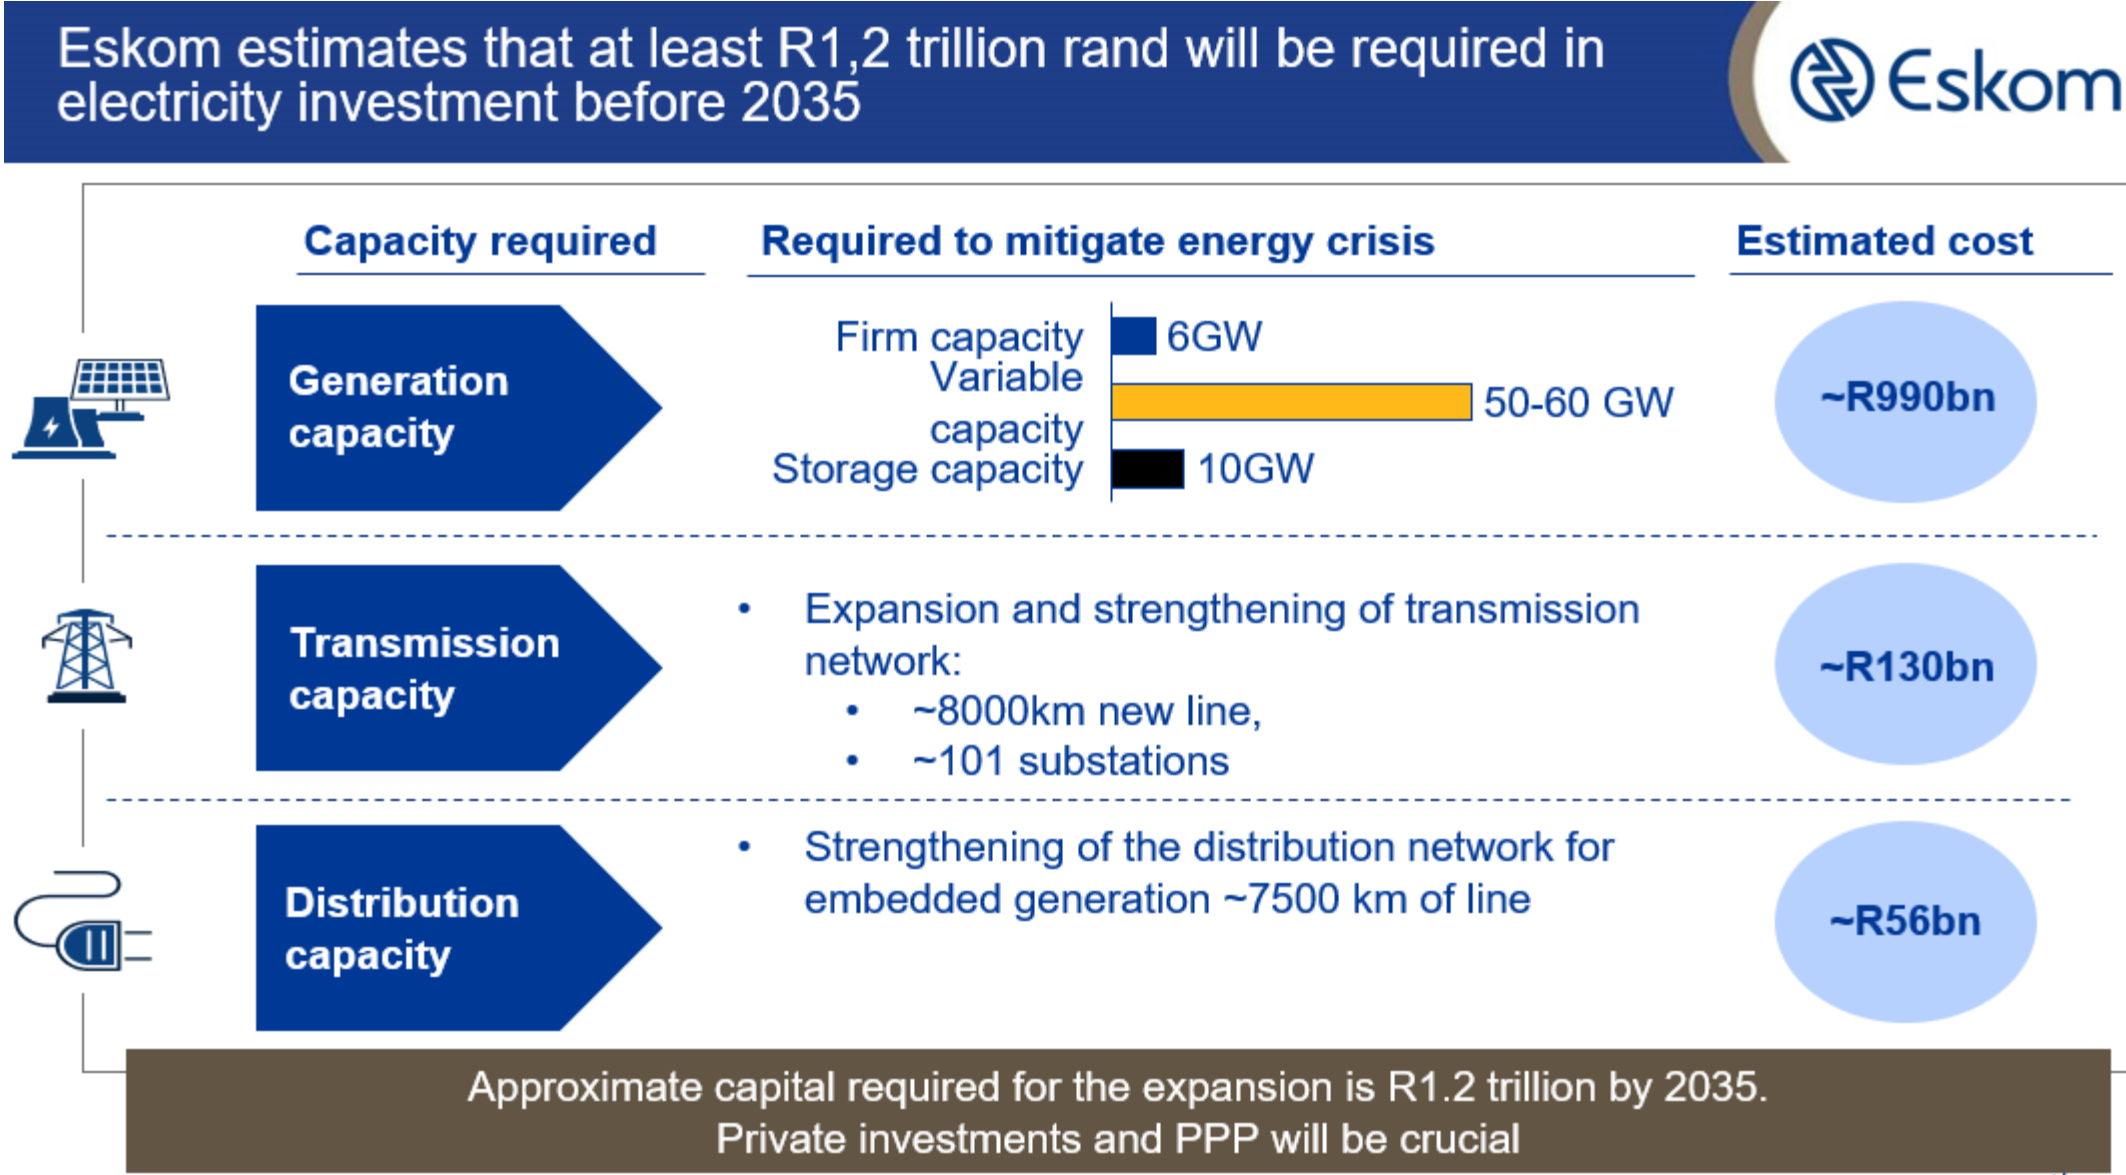 Eskom estimates that at least R1,2 trillion rand will be required in
electricity investment before 2035
Eskom
Capacity required
Required to mitigate energy crisis
Estimated cost
Generation
capacity
Firm capacity
6GW
Variable
capacity
50-60 GW
Storage capacity
10GW
~R990bn
Transmission
capacity
• Expansion and strengthening of transmission
network:
• ~8000km new line,
• ~101 substations
~R130bn
Distribution
capacity
• Strengthening of the distribution network for
embedded generation ~7500 km of line
~R56bn
Approximate capital required for the expansion is R1.2 trillion by 2035.
Private investments and PPP will be crucial